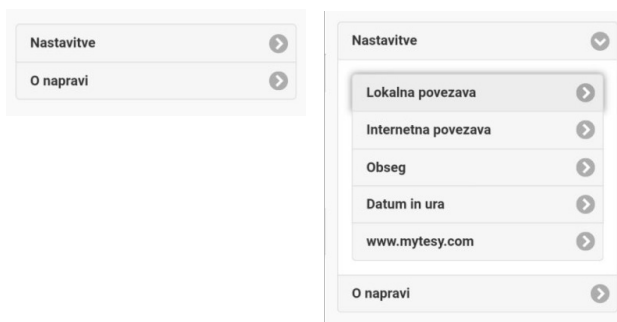 Nastavitve
O napravi
Nastavitve
Lokalna povezava
Internetna povezava
Obseg
Datum in ura
www.mytesy.com
O napravi